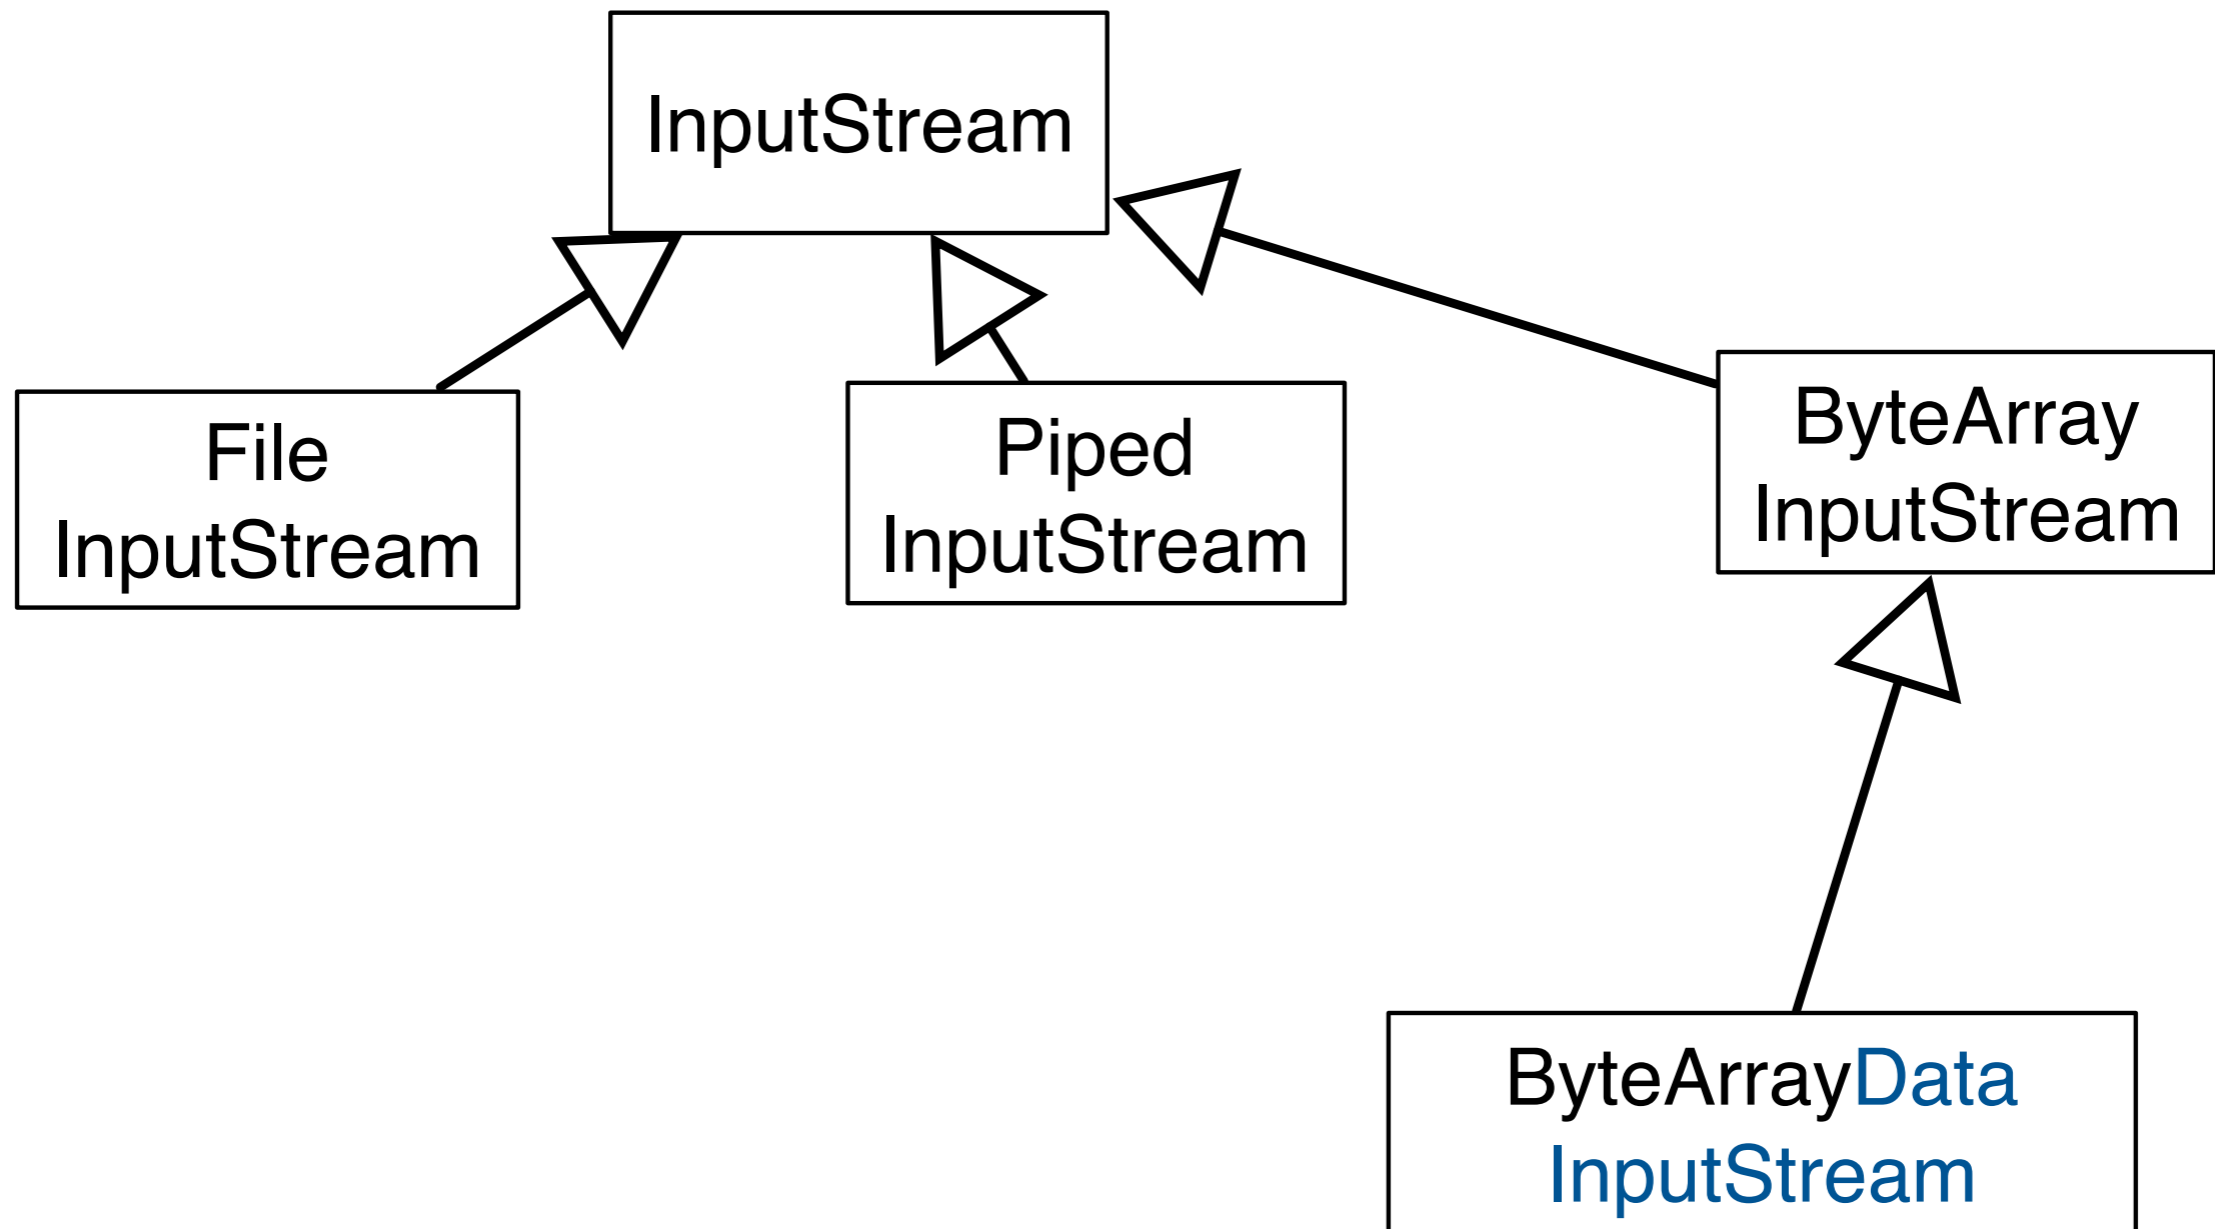 InputStream
File
InputStream
Piped
InputStream
ByteArray
InputStream
ByteArrayData
InputStream